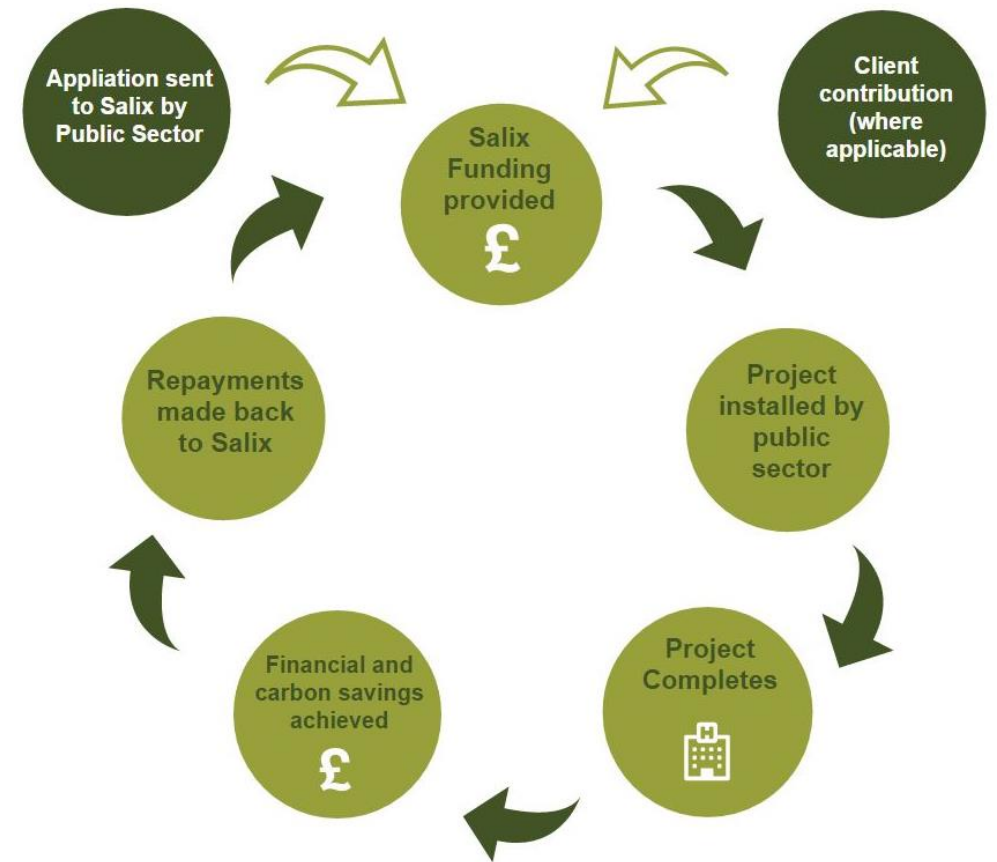 Appliation sent
to Salix by
Public Sector
Client
contribution
(where
applicable)
Salix
Funding
provided
£
Project
installed by
public
sector
Project
Completes
H
Financial and
carbon savings
achieved
£
Repayments
made back
to Salix